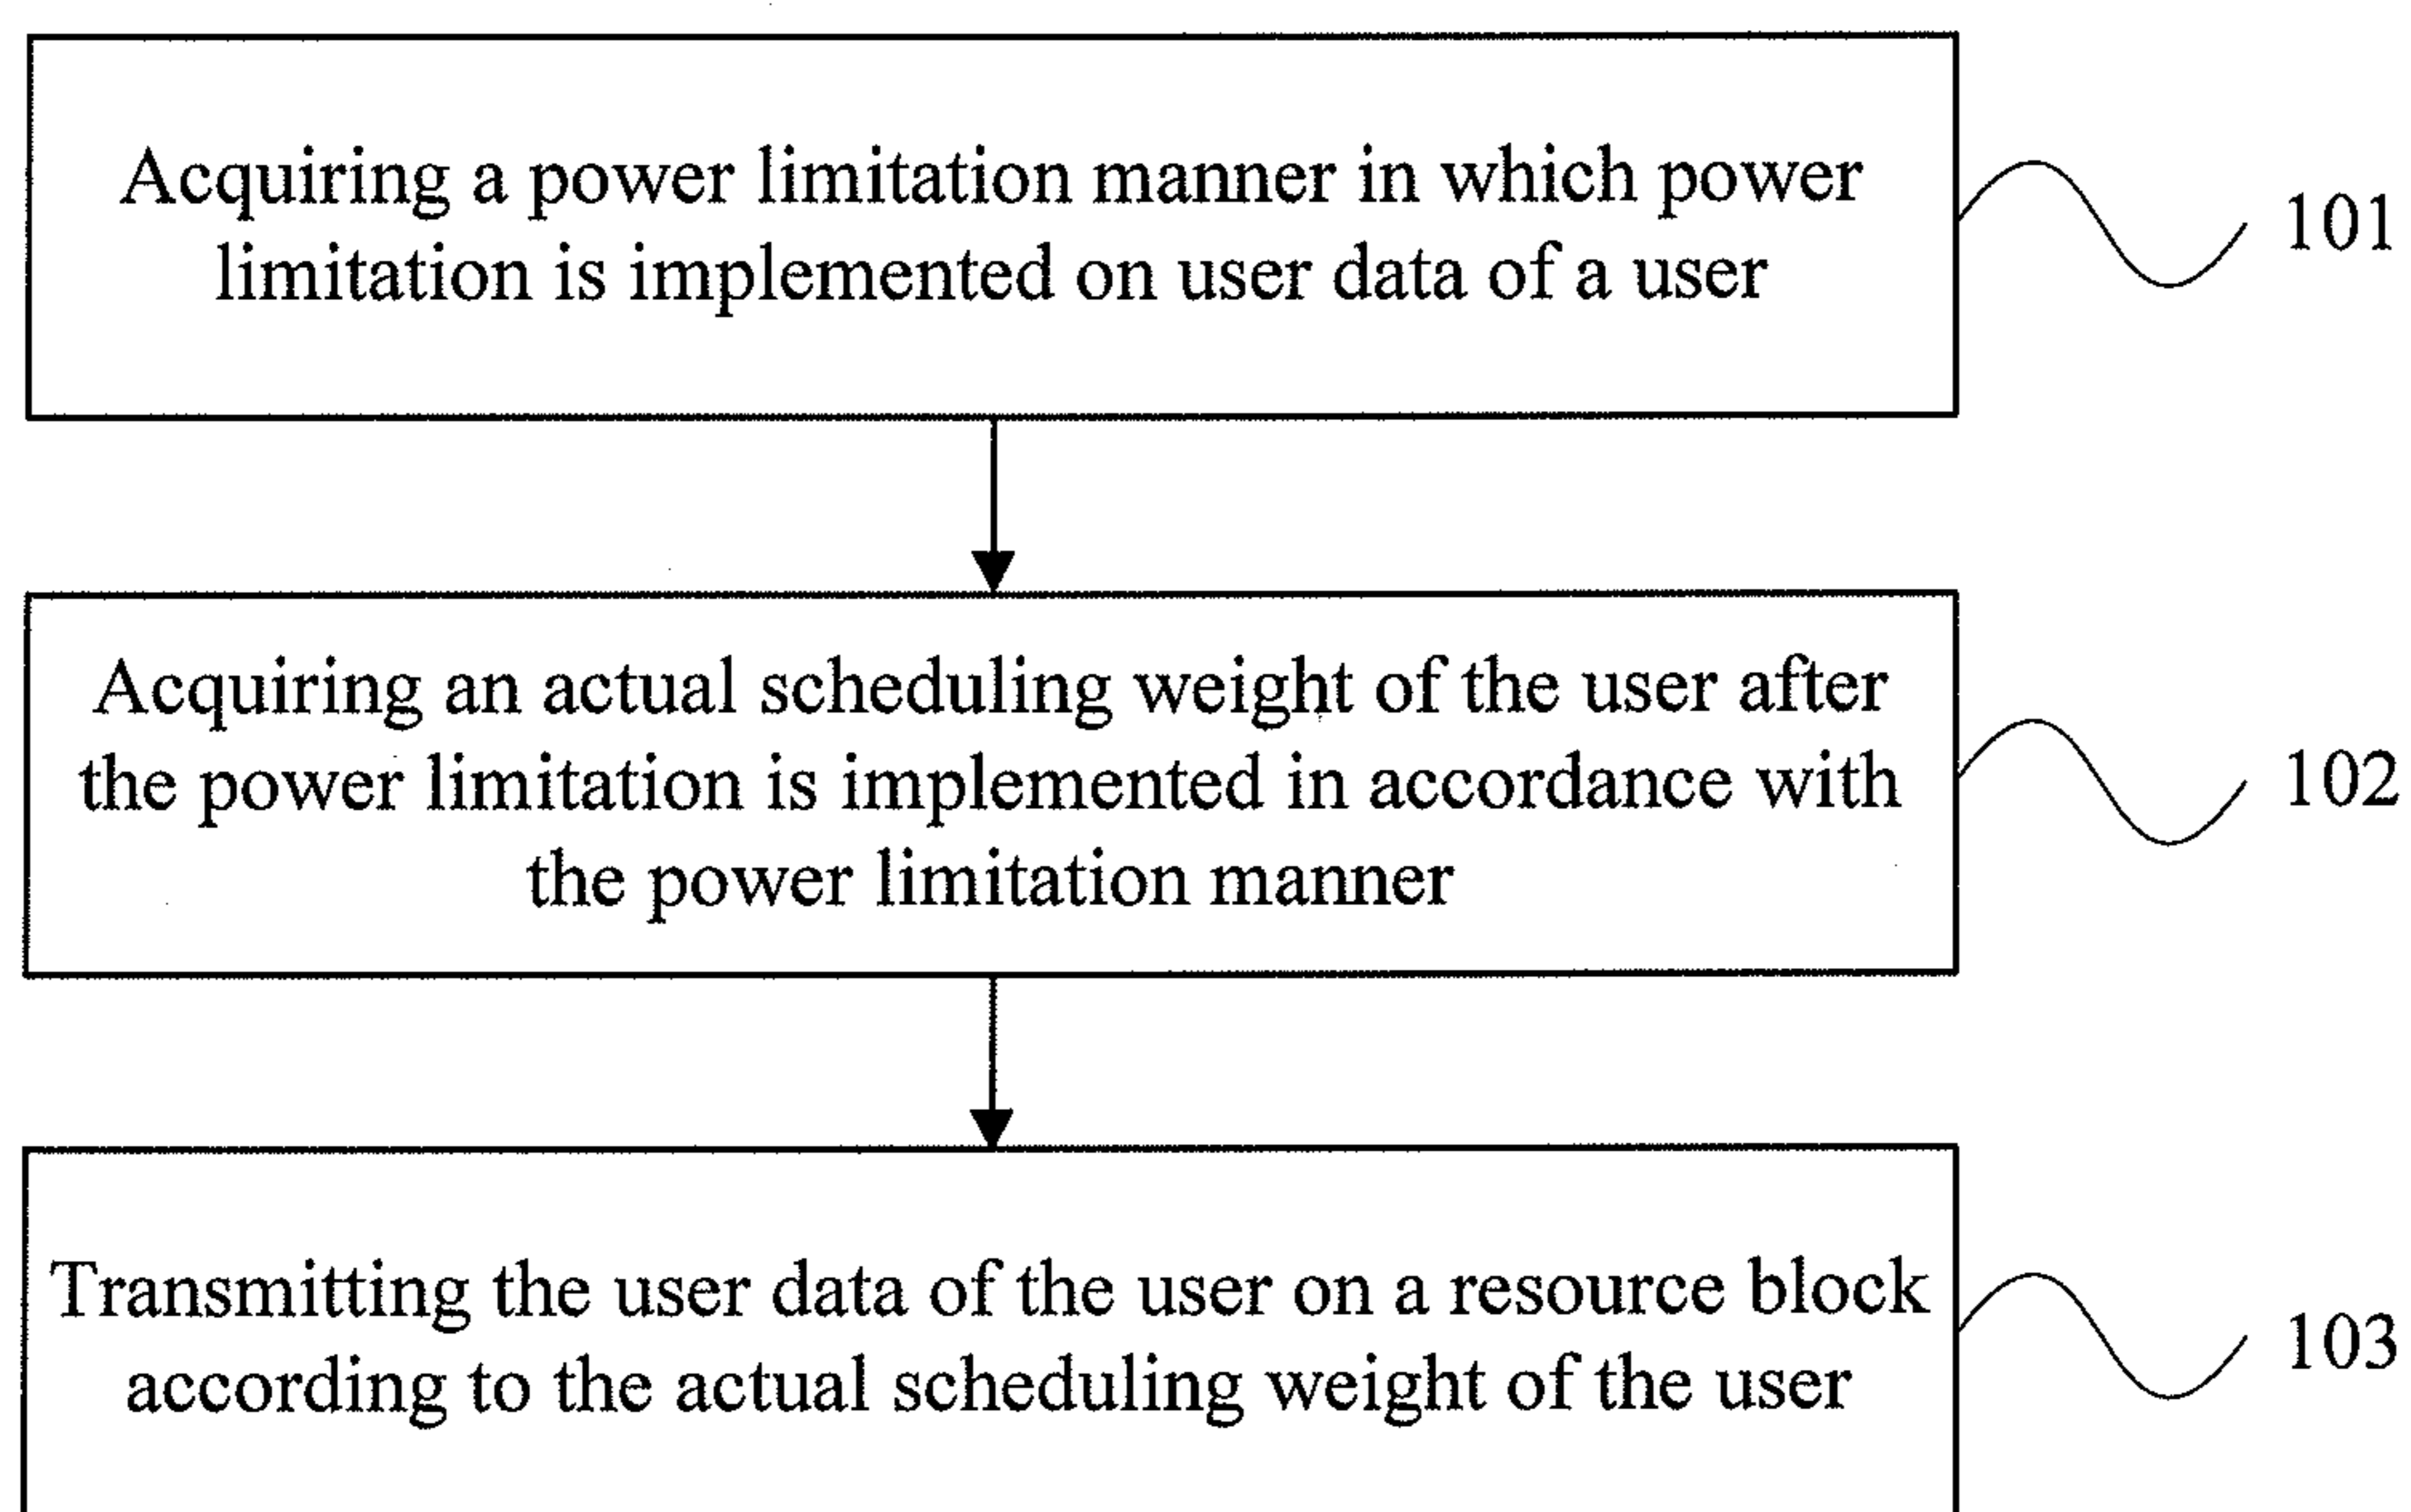 Acquiring a power limitation manner in which power
limitation is implemented on user data of a user
101
Acquiring an actual scheduling weight of the user after
the power limitation is implemented in accordance with
the power limitation manner
102
Transmitting the user data of the user on a resource block
according to the actual scheduling weight of the user
103